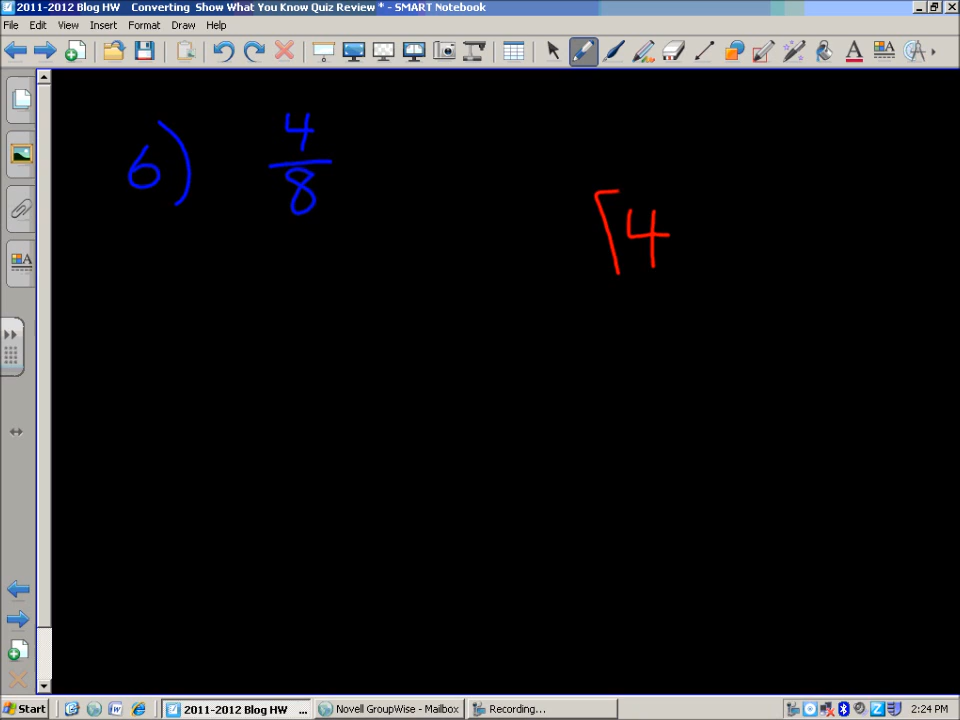 2011-2012 Blog HW Converting Show What You Know Quiz Review * - SMART Notebook
File Edit View Insert Format Draw Help
6) 4
8
4
Start 2011-2012 Blog HW ... Novell GroupWise - Mailbox Recording... 2:24 PM